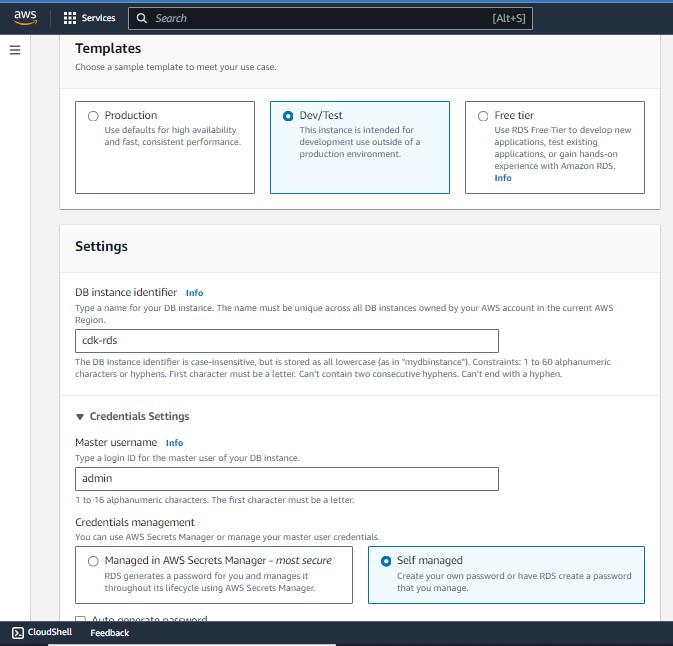 aws
Services
Search
[Alt+S]
Templates
Choose a sample template to meet your use case.
Production
Use defaults for high availability
and fast, consistent performance.
Dev/Test
This instance is intended for
development use outside of a
production environment.
Free tier
Use RDS Free Tier to develop new
applications, test existing
applications, or gain hands-on
experience with Amazon RDS.
Info
Settings
DB instance identifier Info
Type a name for your DB instance. The name must be unique across all DB instances owned by your AWS account in the current AWS
Region.
cdk-rds
The DB instance identifier is case-insensitive, but is stored as all lowercase (as in "mydbinstance"). Constraints: 1 to 60 alphanumeric
characters or hyphens. First character must be a letter. Can't contain two consecutive hyphens. Can't end with a hyphen.
Credentials Settings
Master username Info
Type a login ID for the master user of your DB instance.
admin
1 to 16 alphanumeric characters. The first character must be a letter.
Credentials management
You can use AWS Secrets Manager or manage your master user credentials.
Managed in AWS Secrets Manager - most secure
RDS generates a password for you and manages it
throughout its lifecycle using AWS Secrets Manager.
Self managed
Create your own password or have RDS create a password
that you manage.
Auto generate password
CloudShell
Feedback